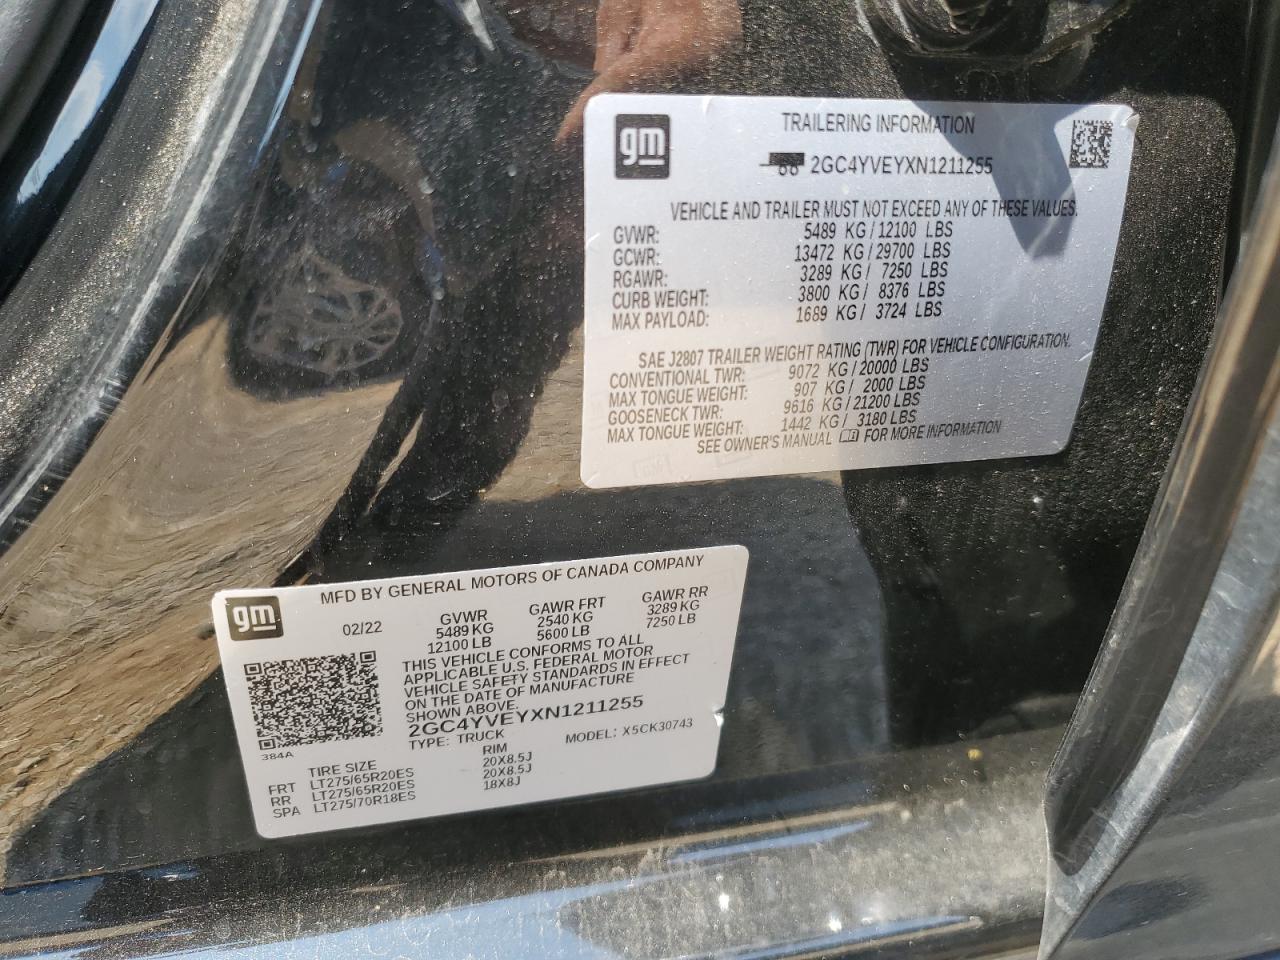 gm
TRAILERING INFORMATION
2GC4YVEYXN1211255
VEHICLE AND TRAILER MUST NOT EXCEED ANY OF THESE VALUES.
GVWR: 5489 KG/12100 LBS
GCWR: 13472 KG/29700 LBS
RGAWR: 3289 KG/ 7250 LBS
CURB WEIGHT: 3800 KG/ 8376 LBS
MAX PAYLOAD: 1689 KG/ 3724 LBS
SAE J2807 TRAILER WEIGHT RATING (TWR) FOR VEHICLE CONFIGURATION.
CONVENTIONAL TWR: 9072 KG/20000 LBS
MAX TONGUE WEIGHT: 907 KG/ 2000 LBS
GOOSENECK TWR: 9616 KG/21200 LBS
MAX TONGUE WEIGHT: 1442 KG/ 3180 LBS
SEE OWNER'S MANUAL FOR MORE INFORMATION
gm
MFD BY GENERAL MOTORS OF CANADA COMPANY
02/22
GVWR GAWR FRT GAWR RR
5489 KG 2540 KG 3289 KG
12100 LB 5600 LB 7250 LB
THIS VEHICLE CONFORMS TO ALL
APPLICABLE U.S. FEDERAL MOTOR
VEHICLE SAFETY STANDARDS IN EFFECT
ON THE DATE OF MANUFACTURE
SHOWN ABOVE.
2GC4YVEYXN1211255
TYPE: TRUCK MODEL: X5CK30743
384A
TIRE SIZE RIM
FRT LT275/65R20ES 20X8.5J
RR LT275/65R20ES 20X8.5J
SPA LT275/70R18ES 18X8J